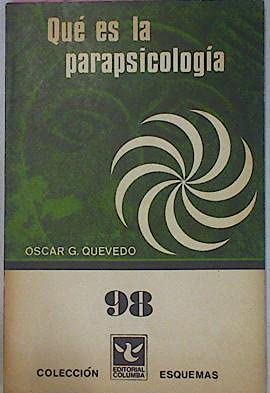 Qué es la
parapsicología
OSCAR G. QUEVEDO
98
COLECCIÓN
EDITORIAL
COLUMBA
ESQUEMAS